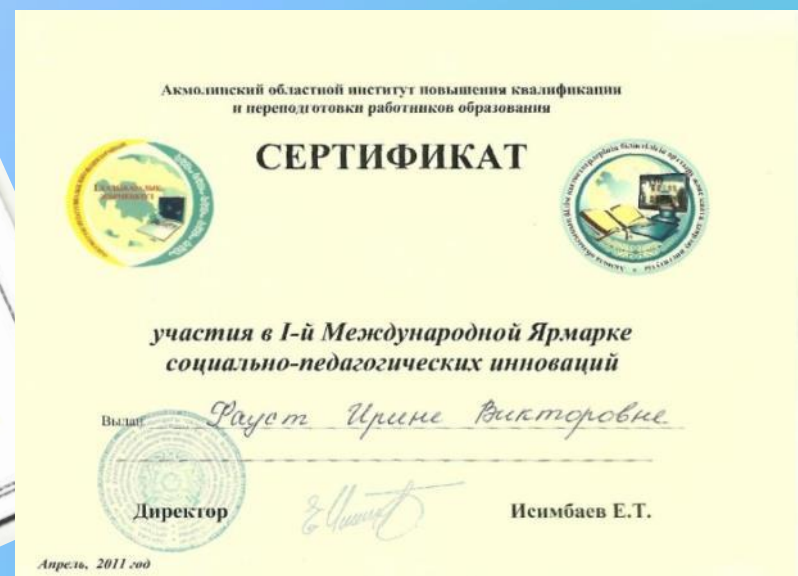 Акмолинский областной институт повышения квалификации
и переподготовки работников образования
СЕРТИФИКАТ
участия в I-й Международной Ярмарке
социально-педагогических инноваций
Выдан Фауст Ирине Викторовне
Директор
Исимбаев Е.Т.
Апрель, 2011 год